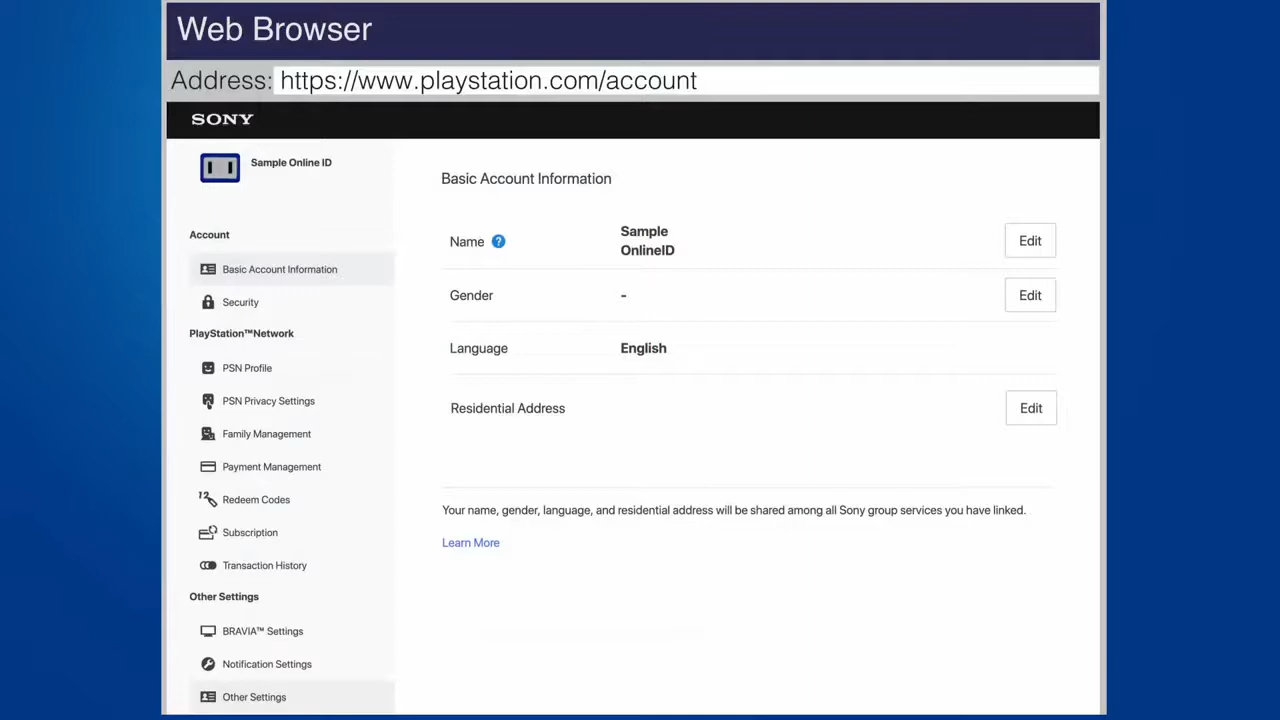 Web Browser
Address: https://www.playstation.com/account
SONY
Sample Online ID
Account
Basic Account Information
Security
PlayStation™Network
PSN Profile
PSN Privacy Settings
Family Management
Payment Management
Redeem Codes
Subscription
Transaction History
Other Settings
BRAVIA™ Settings
Notification Settings
Other Settings
Basic Account Information
Name ? Sample OnlineID Edit
Gender - Edit
Language English
Residential Address Edit
Your name, gender, language, and residential address will be shared among all Sony group services you have linked.
Learn More